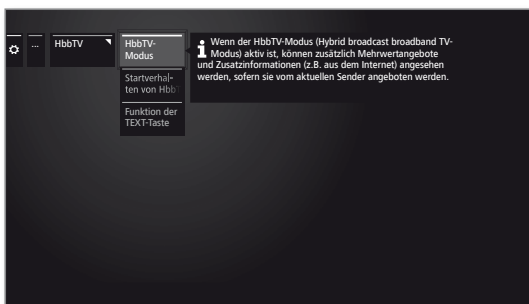 ...
HbbTV
HbbTV-
Modus
Startverhal-
ten von Hbb
Funktion der
TEXT-Taste
Wenn der HbbTV-Modus (Hybrid broadcast broadband TV-
Modus) aktiv ist, können zusätzlich Mehrwertangebote
und Zusatzinformationen (z.B. aus dem Internet) angesehen
werden, sofern sie vom aktuellen Sender angeboten werden.